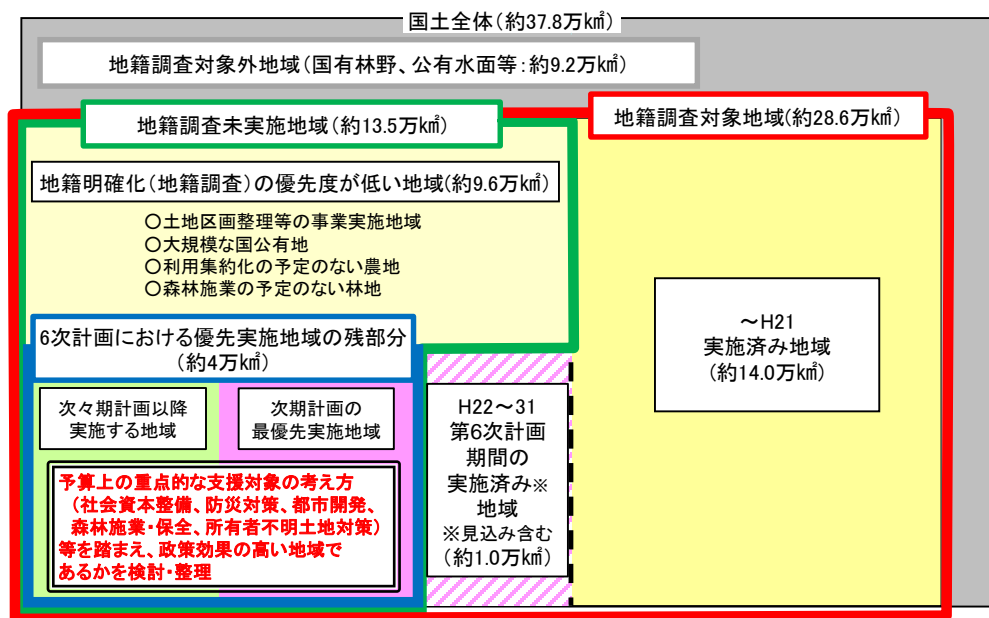 国土全体(約37.8万㎢)
地籍調査対象外地域(国有林野、公有水面等:約9.2万㎢)
地籍調査未実施地域(約13.5万㎢)
地籍調査対象地域(約28.6万㎢)
地籍明確化(地籍調査)の優先度が低い地域(約9.6万㎢)
○土地区画整理等の事業実施地域
○大規模な国公有地
○利用集約化の予定のない農地
○森林施業の予定のない林地
~H21
実施済み地域
(約14.0万㎢)
6次計画における優先実施地域の残部分
(約4万㎢)
次々期計画以降
実施する地域
次期計画の
最優先実施地域
H22~31
第6次計画
期間の
実施済み※
地域
※見込み含む
(約1.0万㎢)
予算上の重点的な支援対象の考え方
(社会資本整備、防災対策、都市開発、
森林施業・保全、所有者不明土地対策)
等を踏まえ、政策効果の高い地域で
あるかを検討・整理